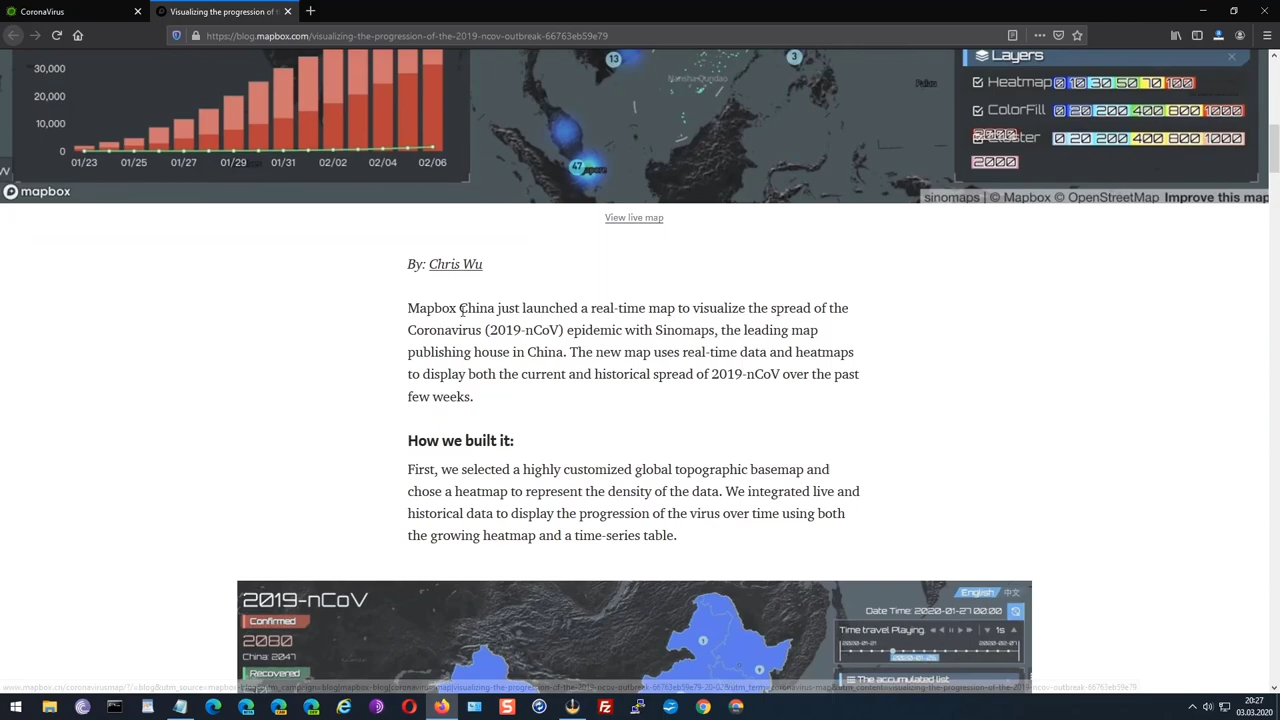 CoronaVirus
Visualizing the progression of t
https://blog.mapbox.com/visualizing-the-progression-of-the-2019-ncov-outbreak-66763eb59e79
30,000
20,000
10,000
0
01/23 01/25 01/27 01/29 01/31 02/02 02/04 02/06
13
3
Nansha Qundao
47
Layers
Heatmap 0 10 30 50 70 100
ColorFill 0 20 200 400 800 1000
2000
Cluster 0 20 200 400 800 1000
2000
mapbox
sinomaps | © Mapbox © OpenStreetMap Improve this map
View live map
By: Chris Wu
Mapbox China just launched a real-time map to visualize the spread of the
Coronavirus (2019-nCoV) epidemic with Sinomaps, the leading map
publishing house in China. The new map uses real-time data and heatmaps
to display both the current and historical spread of 2019-nCoV over the past
few weeks.
How we built it:
First, we selected a highly customized global topographic basemap and
chose a heatmap to represent the density of the data. We integrated live and
historical data to display the progression of the virus over time using both
the growing heatmap and a time-series table.
2019-nCoV
Confirmed
2080
China: 2047
Recovered
English 中文
Date Time: 2020-01-27 00:00
Time travel Playing 1s
2020-01-21
The accumulated list
20:27
03.03.2020